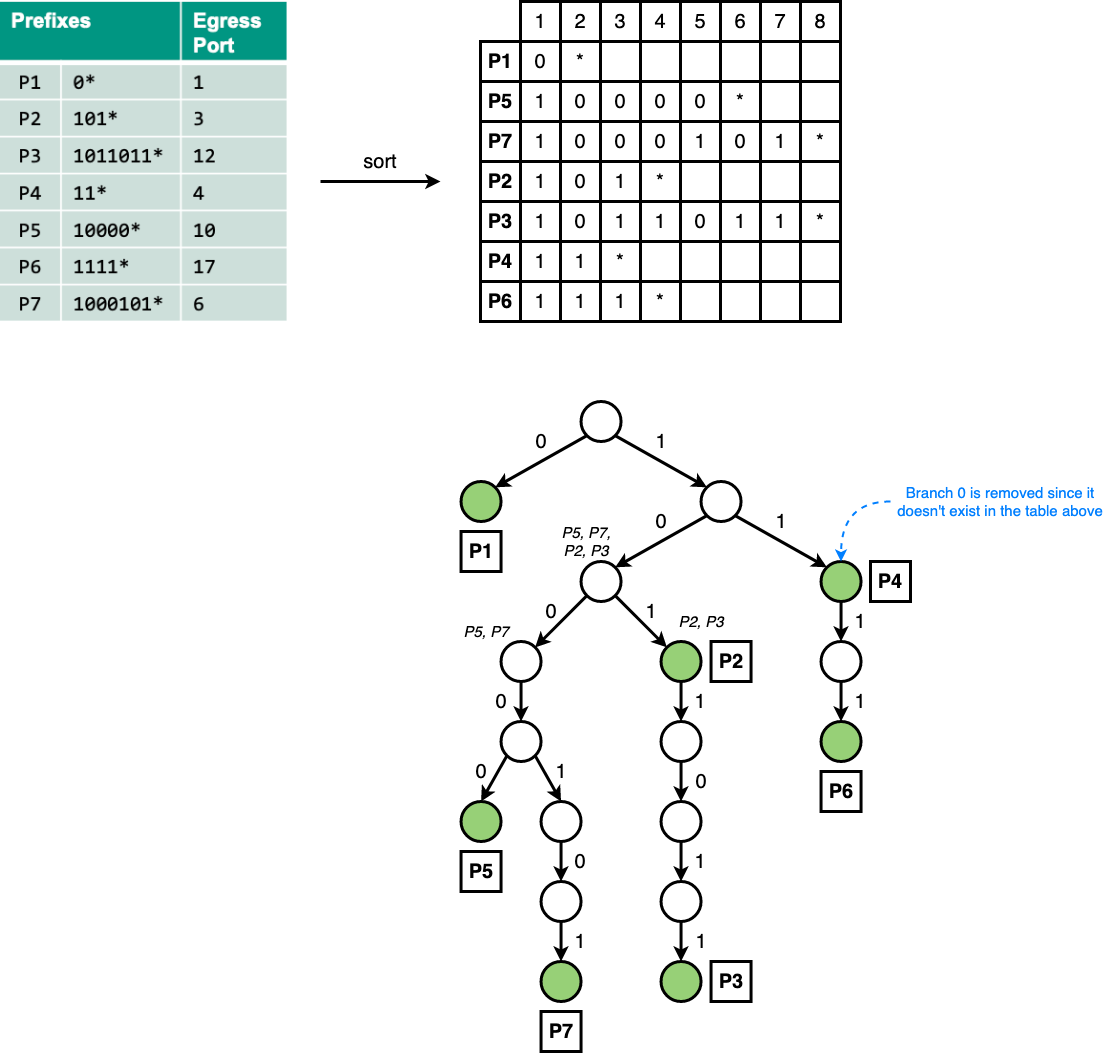 Prefixes Egress Port
P1 0* 1
P2 101* 3
P3 1011011* 12
P4 11* 4
P5 10000* 10
P6 1111* 17
P7 1000101* 6
sort
1 2 3 4 5 6 7 8
P1 0 *
P5 1 0 0 0 0 *
P7 1 0 0 0 1 0 1 *
P2 1 0 1 *
P3 1 0 1 1 0 1 1 *
P4 1 1 *
P6 1 1 1 *
0 1
Branch 0 is removed since it
doesn't exist in the table above
0 1
P5, P7,
P2, P3
P1
P4
0 1 1
P5, P7
P2, P3
P2
0 1 1
P6
0 1 0
P5
0 1
1 1
P3
P7